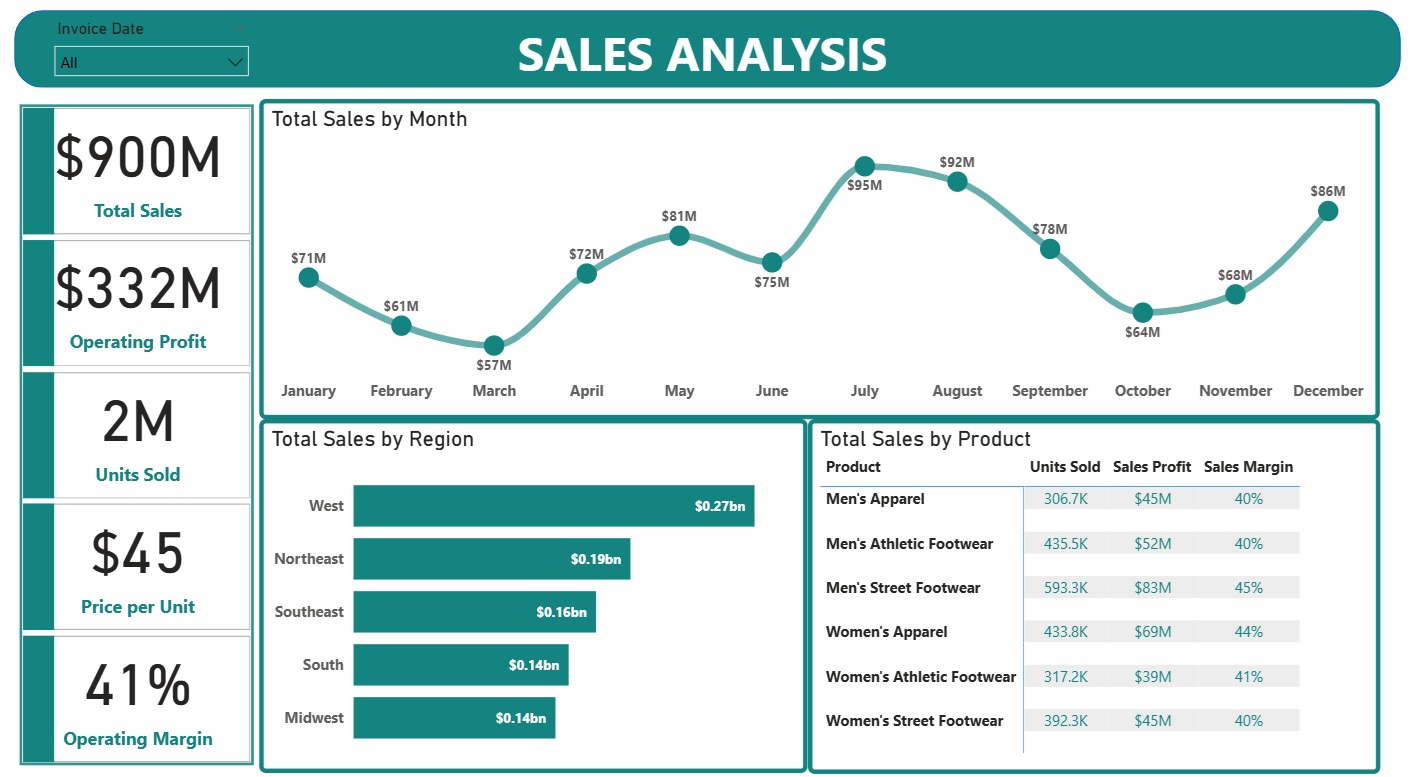 Invoice Date
All
SALES ANALYSIS
$900M
Total Sales
$332M
Operating Profit
2M
Units Sold
$45
Price per Unit
41%
Operating Margin
Total Sales by Month
$71M
$61M
$57M
$72M
$81M
$75M
$95M
$92M
$78M
$64M
$68M
$86M
January February March April May June July August September October November December
Total Sales by Region
West $0.27bn
Northeast $0.19bn
Southeast $0.16bn
South $0.14bn
Midwest $0.14bn
Total Sales by Product
Product Units Sold Sales Profit Sales Margin
Men's Apparel 306.7K $45M 40%
Men's Athletic Footwear 435.5K $52M 40%
Men's Street Footwear 593.3K $83M 45%
Women's Apparel 433.8K $69M 44%
Women's Athletic Footwear 317.2K $39M 41%
Women's Street Footwear 392.3K $45M 40%